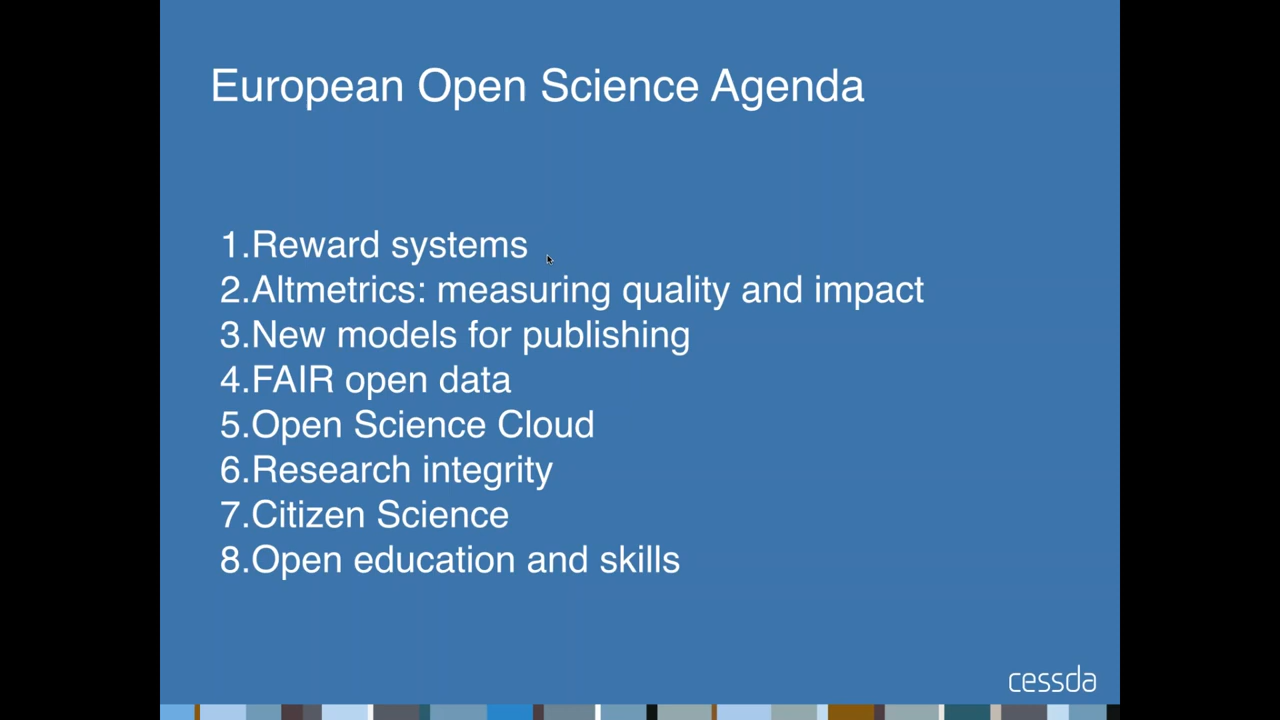 European Open Science Agenda
1.Reward systems
2.Altmetrics: measuring quality and impact
3.New models for publishing
4.FAIR open data
5.Open Science Cloud
6.Research integrity
7.Citizen Science
8.Open education and skills
cessda